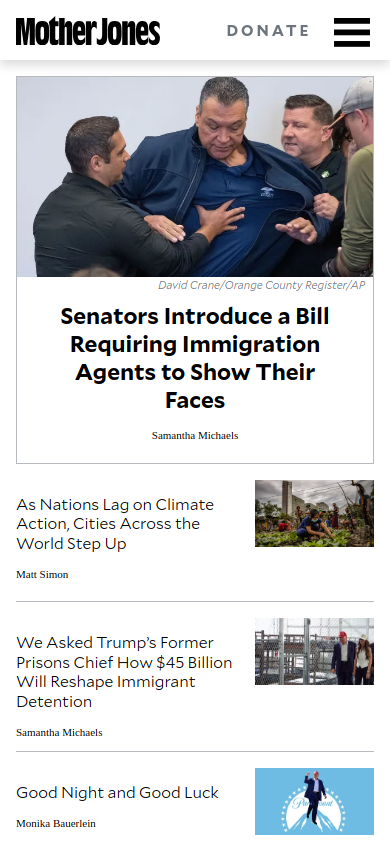 Mother Jones
DONATE
David Crane/Orange County Register/AP
Senators Introduce a Bill
Requiring Immigration
Agents to Show Their
Faces
Samantha Michaels
As Nations Lag on Climate
Action, Cities Across the
World Step Up
Matt Simon
We Asked Trump’s Former
Prisons Chief How $45 Billion
Will Reshape Immigrant
Detention
Samantha Michaels
Good Night and Good Luck
Monika Bauerlein